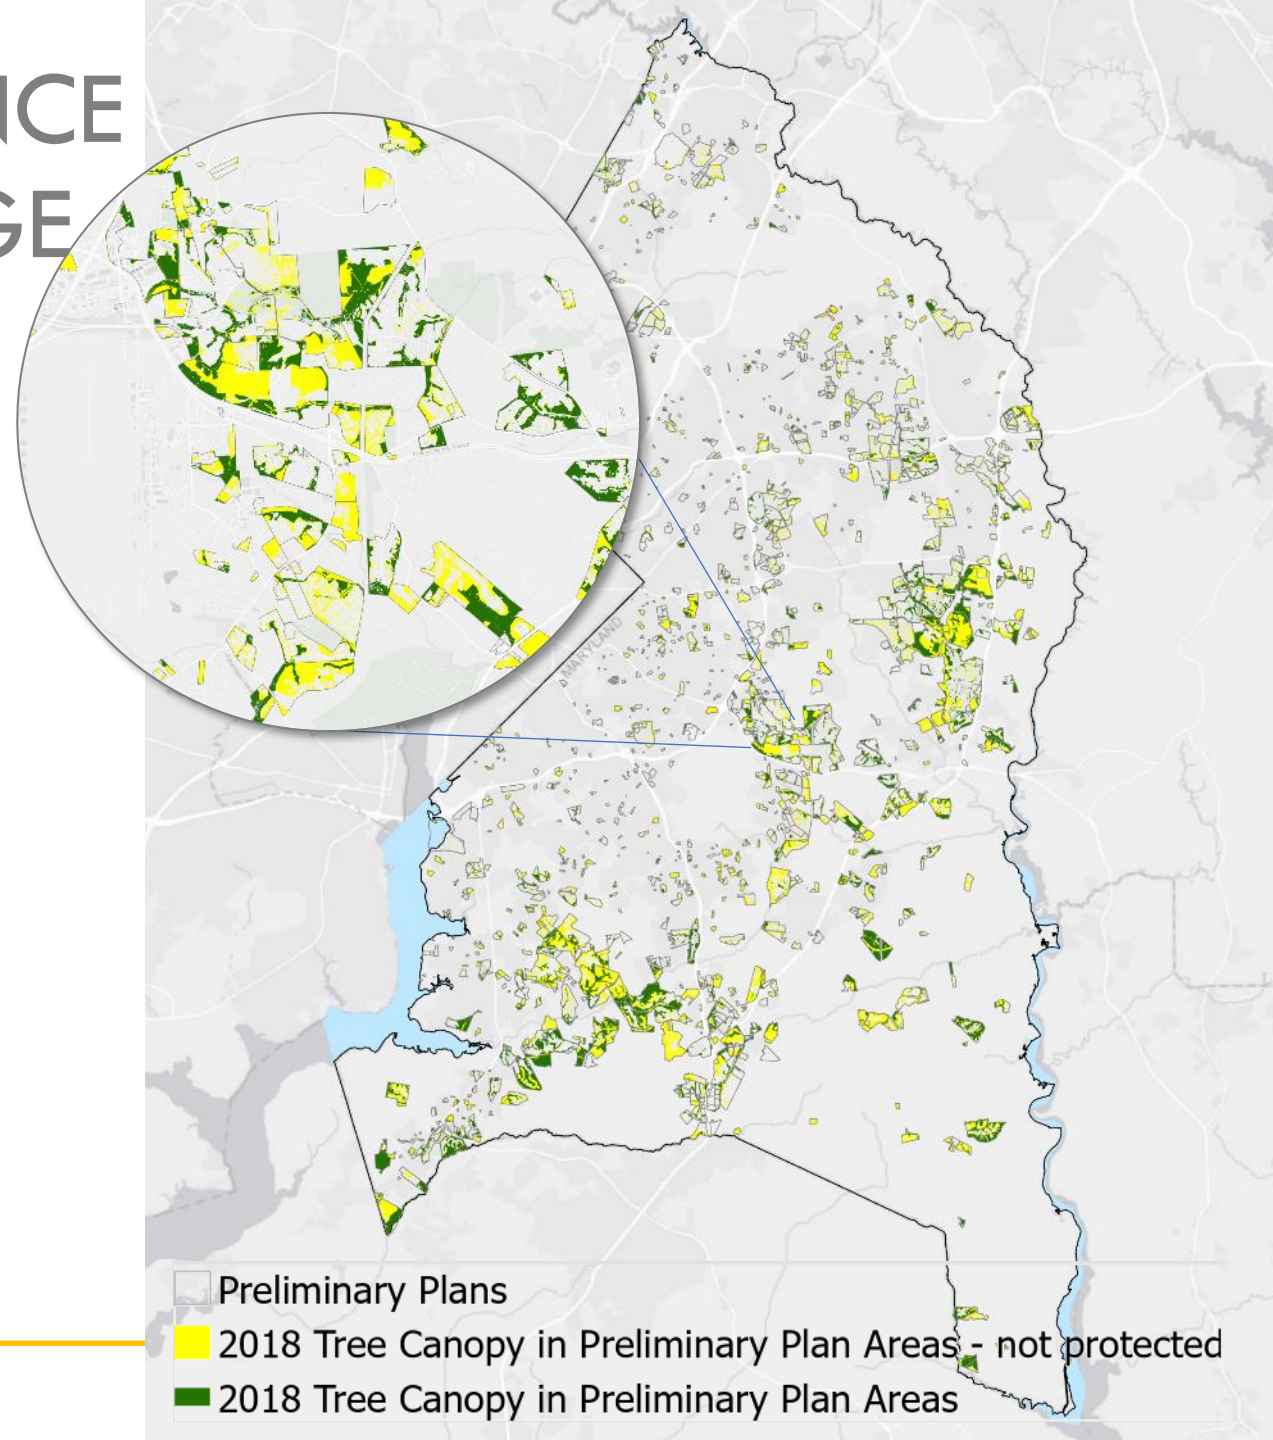 NCE
GE
MARYLAND
Preliminary Plans
2018 Tree Canopy in Preliminary Plan Areas - not protected
2018 Tree Canopy in Preliminary Plan Areas